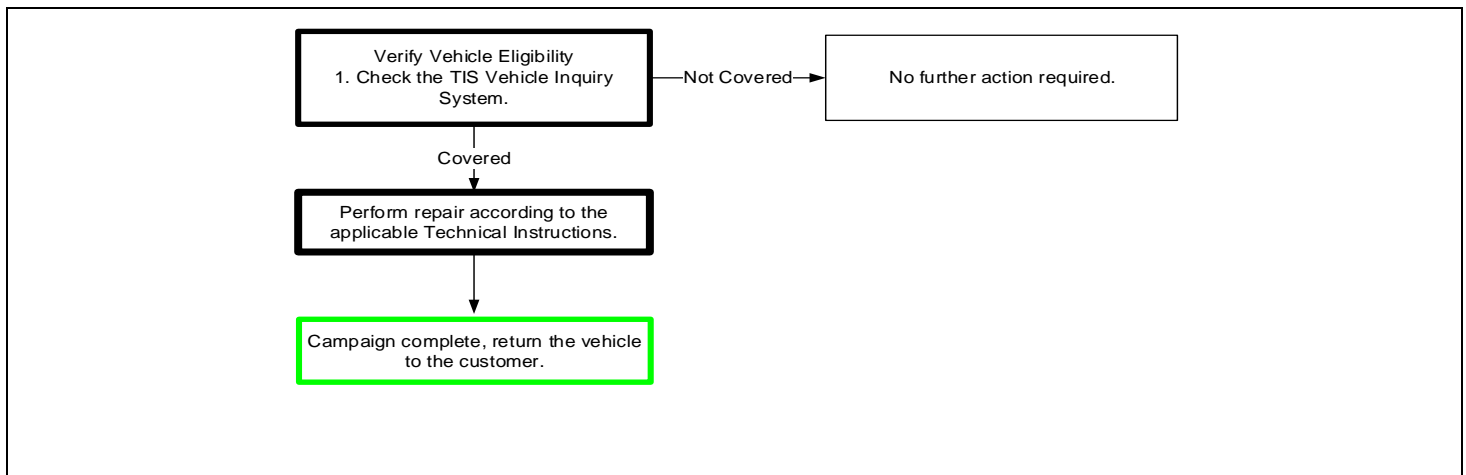 Verify Vehicle Eligibility
1. Check the TIS Vehicle Inquiry
System.
Not Covered
No further action required.
Covered
Perform repair according to the
applicable Technical Instructions.
Campaign complete, return the vehicle
to the customer.